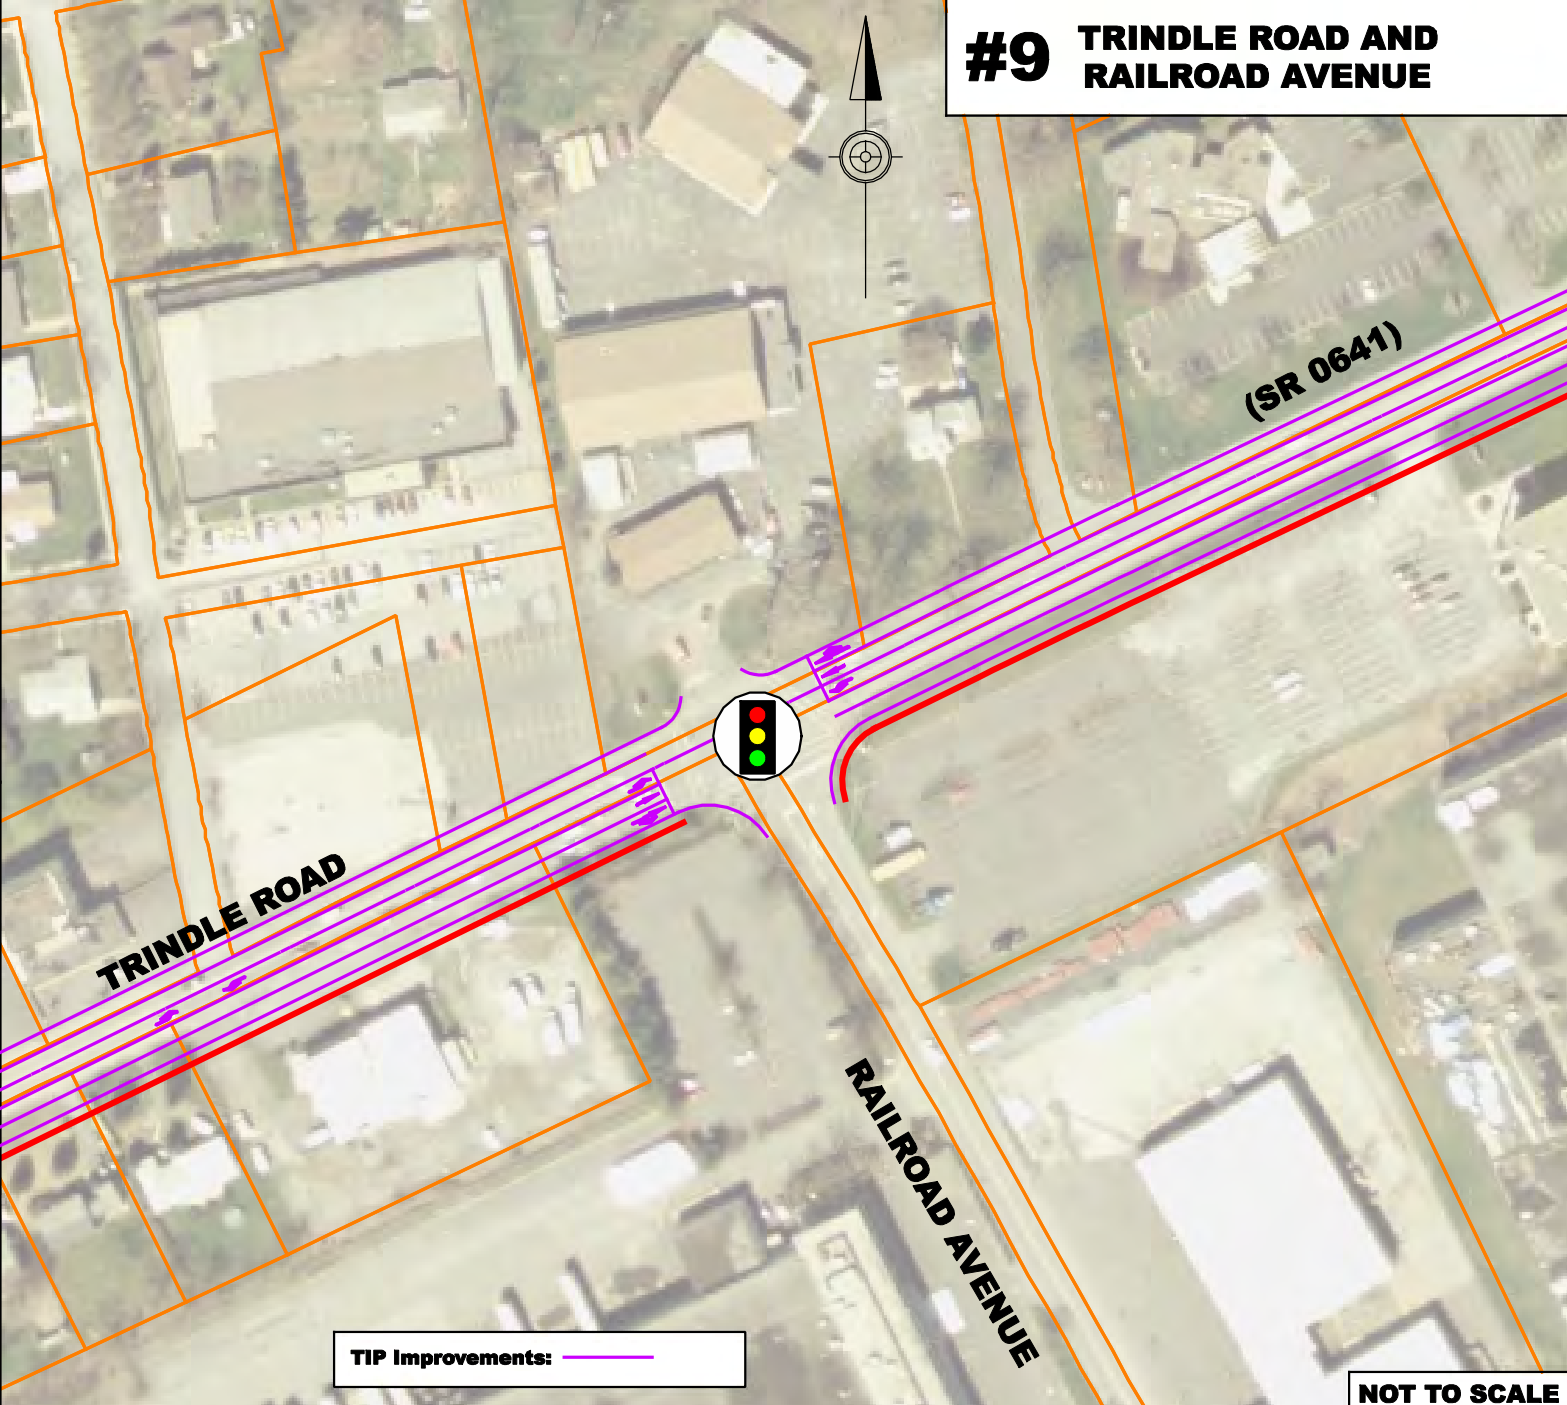 #9
TRINDLE ROAD AND
RAILROAD AVENUE
(SR 0641)
TRINDLE ROAD
RAILROAD AVENUE
TIP Improvements:
NOT TO SCALE